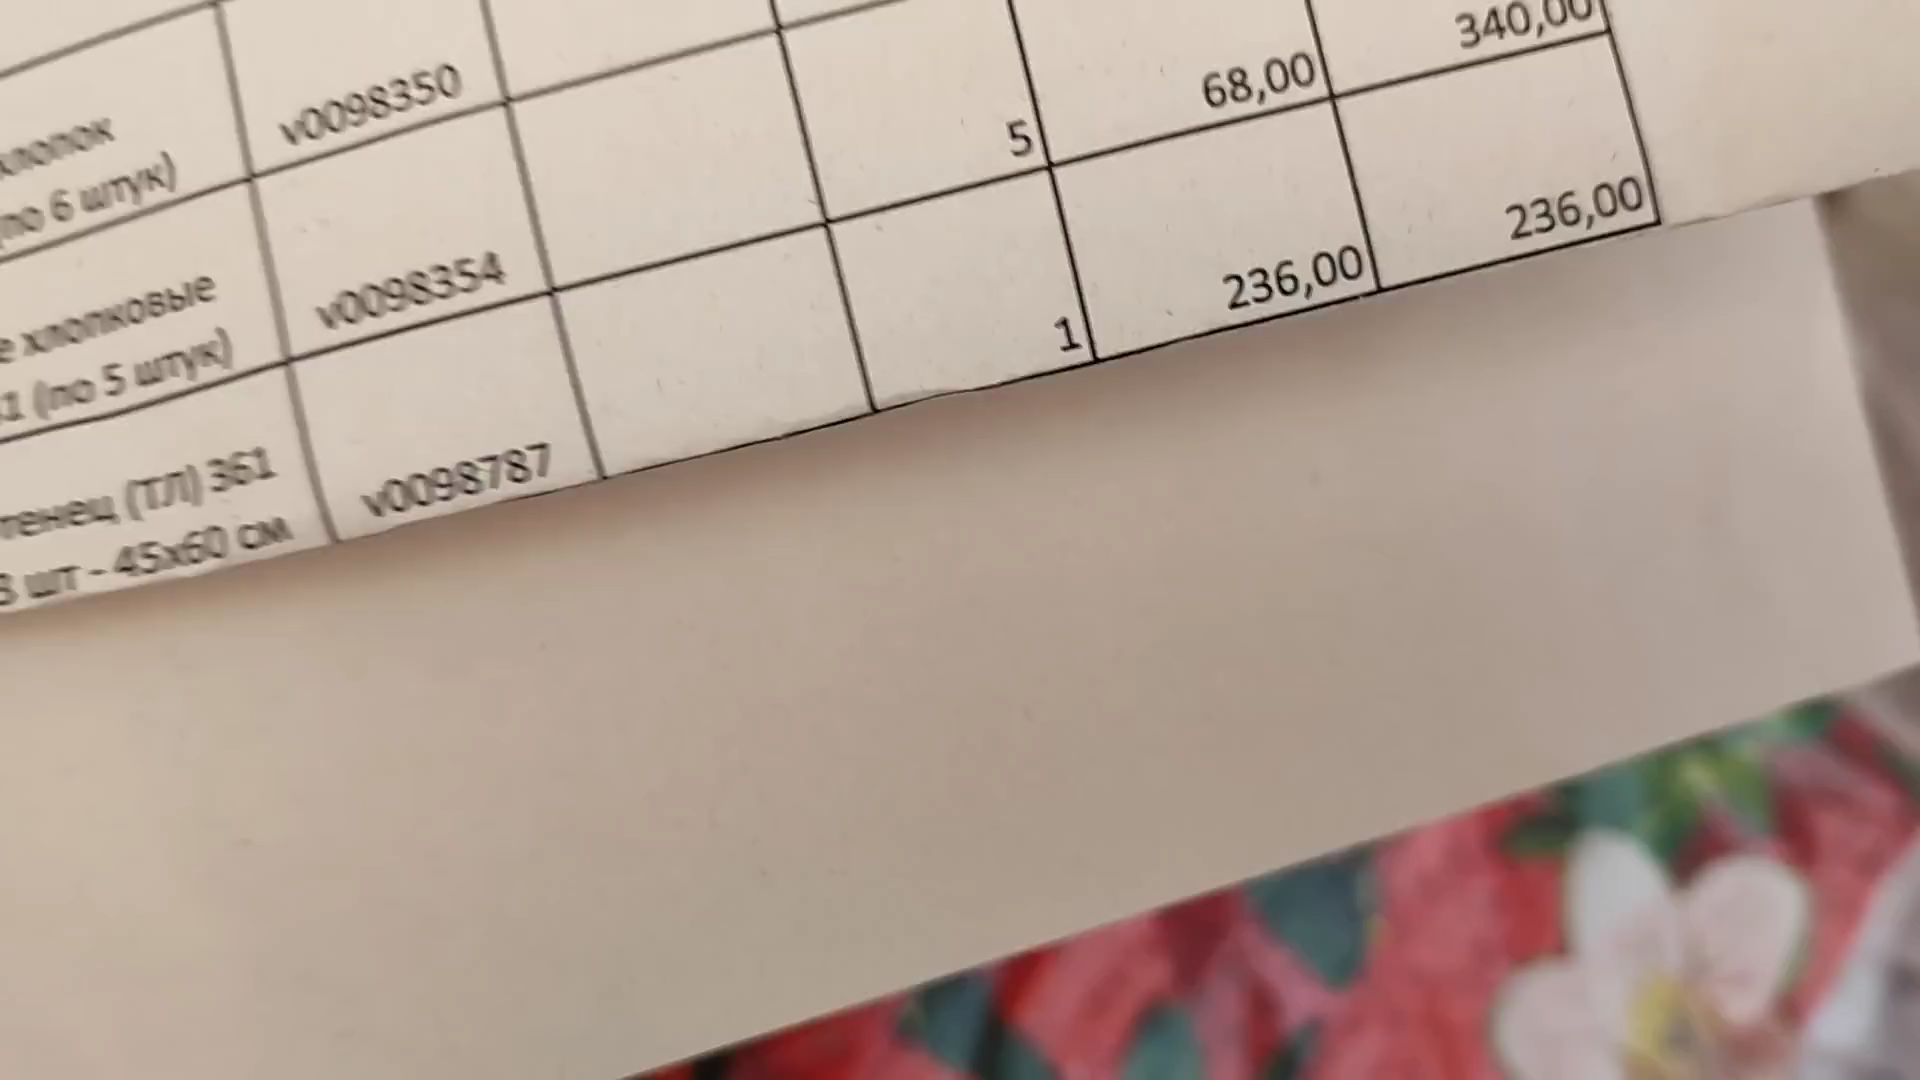 хлопок
(по 6 штук)
v0098350
340,00
е хлопковые
1 (по 5 штук)
v0098354
5
68,00
236,00
тенец (ТЛ) 361
3 шт - 45х60 см
v0098787
1
236,00